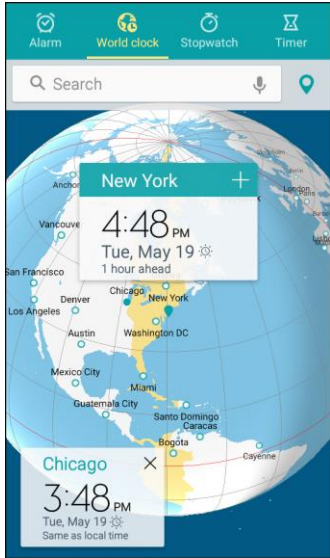 Alarm
World clock
Stopwatch
Timer
Search
New York
4:48 PM
Tue, May 19
1 hour ahead
Vancouver
London
Paris
San Francisco
Denver
Chicago
New York
Los Angeles
Austin
Washington DC
Mexico City
Miami
Guatemala City
Santo Domingo
Caracas
Bogota
Cayenne
Chicago
3:48 PM
Tue, May 19
Same as local time